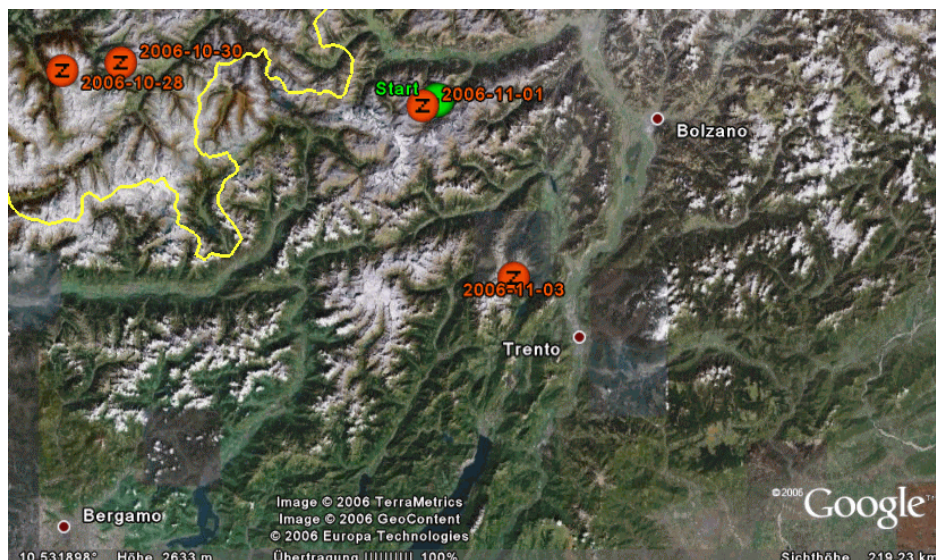 2006-10-30
2006-10-28
Start
2006-11-01
Bolzano
2006-11-03
Trento
Bergamo
Image © 2006 TerraMetrics
Image © 2006 GeoContent
© 2006 Europa Technologies
©2006 Google
10.531898° Höhe 2633 m Übertragung 100% Sichthöhe 219.23 km